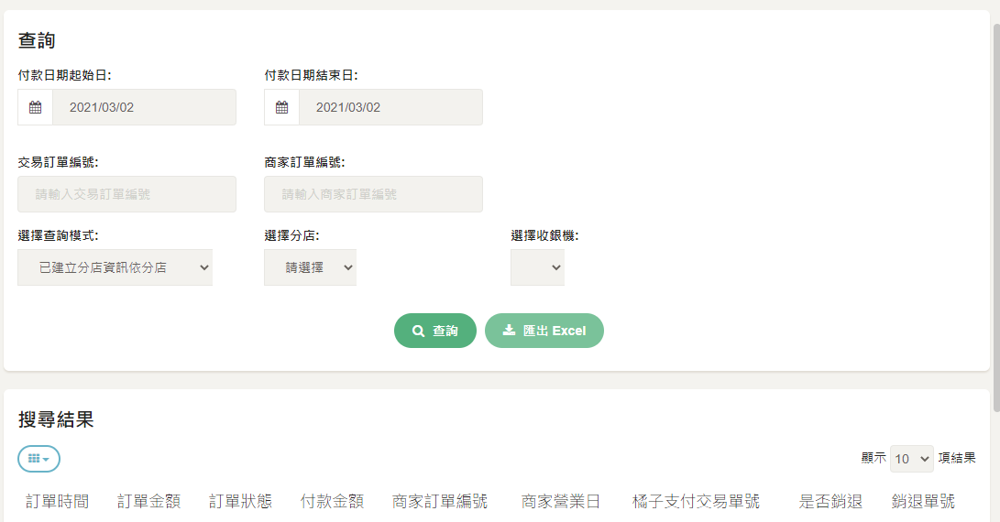 查詢
付款日期起始日: 付款日期結束日:
2021/03/02 2021/03/02
交易訂單編號: 商家訂單編號:
請輸入交易訂單編號 請輸入商家訂單編號
選擇查詢模式: 選擇分店: 選擇收銀機:
已建立分店資訊依分店 請選擇
查詢 匯出 Excel
搜尋結果
顯示 10 項結果
訂單時間 訂單金額 訂單狀態 付款金額 商家訂單編號 商家營業日 橘子支付交易單號 是否銷退 銷退單號